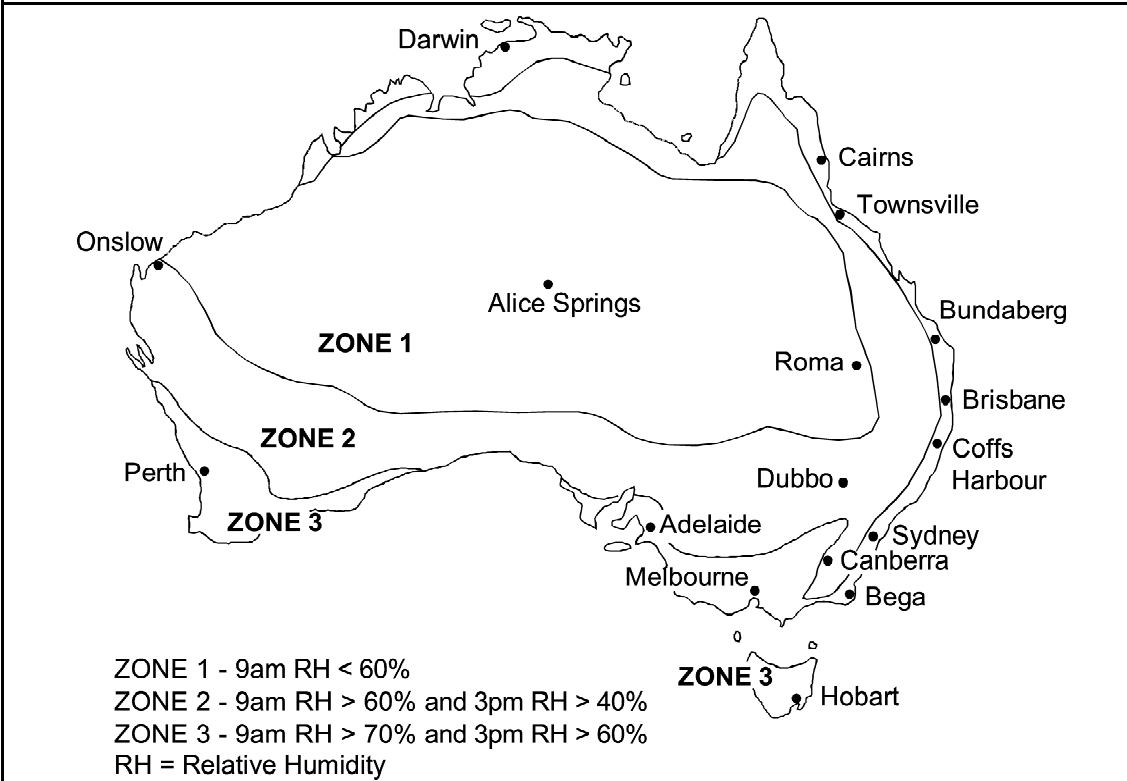 Darwin
Cairns
Townsville
Onslow
Alice Springs
Bundaberg
ZONE 1
Roma
Brisbane
ZONE 2
Coffs
Harbour
Perth
Dubbo
ZONE 3
Adelaide
Sydney
Canberra
Melbourne
Bega
ZONE 3
Hobart
ZONE 1 - 9am RH < 60%
ZONE 2 - 9am RH > 60% and 3pm RH > 40%
ZONE 3 - 9am RH > 70% and 3pm RH > 60%
RH = Relative Humidity